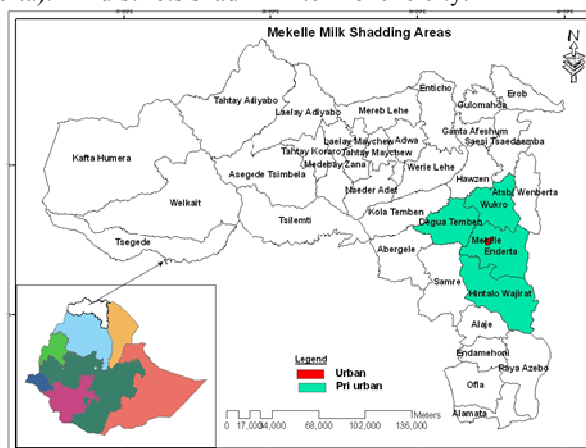 Mekelle Milk Shadding Areas
N
Tahtay Adiyabo
Laelay Adiyabo
Mereb Lehe
Enticho
Erob
Gulomahda
Ganta Afeshum
Saesi Tsaedaemba
Kafta Humera
Laelay Maychew
Adwa
Tahtay Koraro
Tahtay Maychew
Medebay Zana
Werie Lehe
Asegede Tsimbela
Hawzen
Naeder Adet
Atsbi
Wenberta
Wukro
Welkait
Kola Temben
Tsilemti
Degua Temben
Tsegede
Mekelle
Enderta
Abergele
Samre
Hintalo Wajirat
Alaje
Endamehoni
Raya Azebo
Ofla
Alamata
Legend
Urban
Pri urban
Meters
0 17,000 34,000 68,000 102,000 136,000